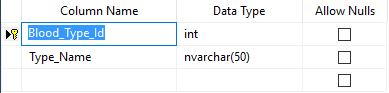 Column Name Data Type Allow Nulls
Blood_Type_Id int
Type_Name nvarchar(50)